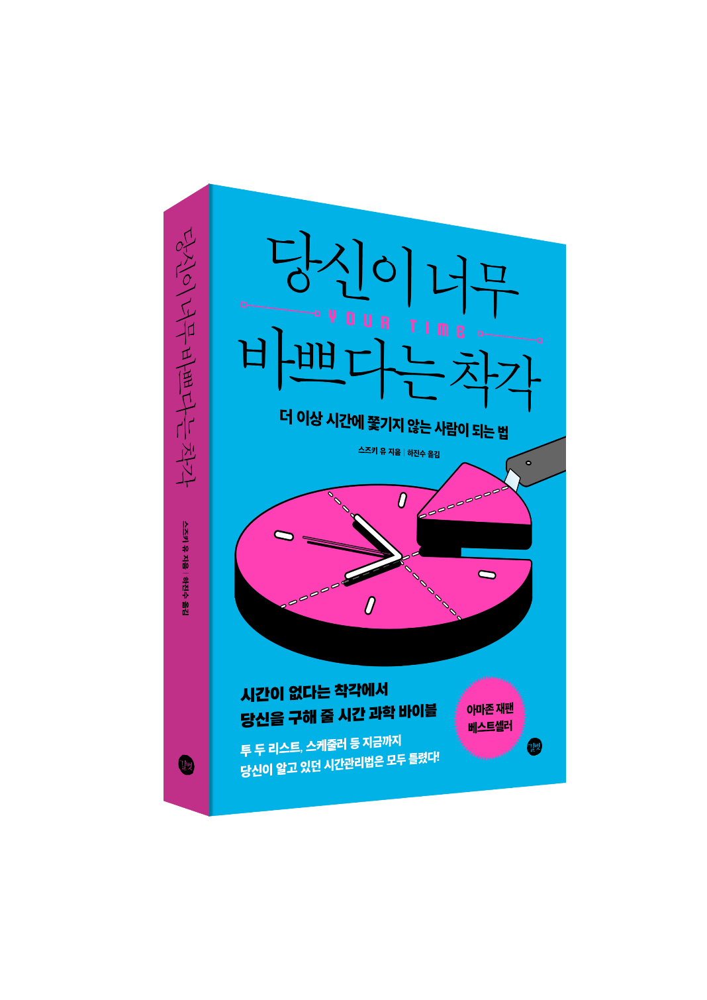 당신이 너무 바쁘다는 착각
스즈키 유 지음 | 하진수 옮김
길벗
당신이 너무
YOUR TIME
바쁘다는 착각
더 이상 시간에 쫓기지 않는 사람이 되는 법
스즈키 유 지음 | 하진수 옮김
시간이 없다는 착각에서
당신을 구해 줄 시간 과학 바이블
투 두 리스트, 스케줄러 등 지금까지
당신이 알고 있던 시간관리법은 모두 틀렸다!
아마존 재팬
베스트셀러
길벗